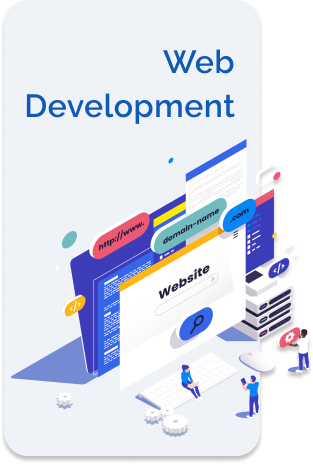 Web
Development
http://www.
domain-name
.com
Website
</>
</>